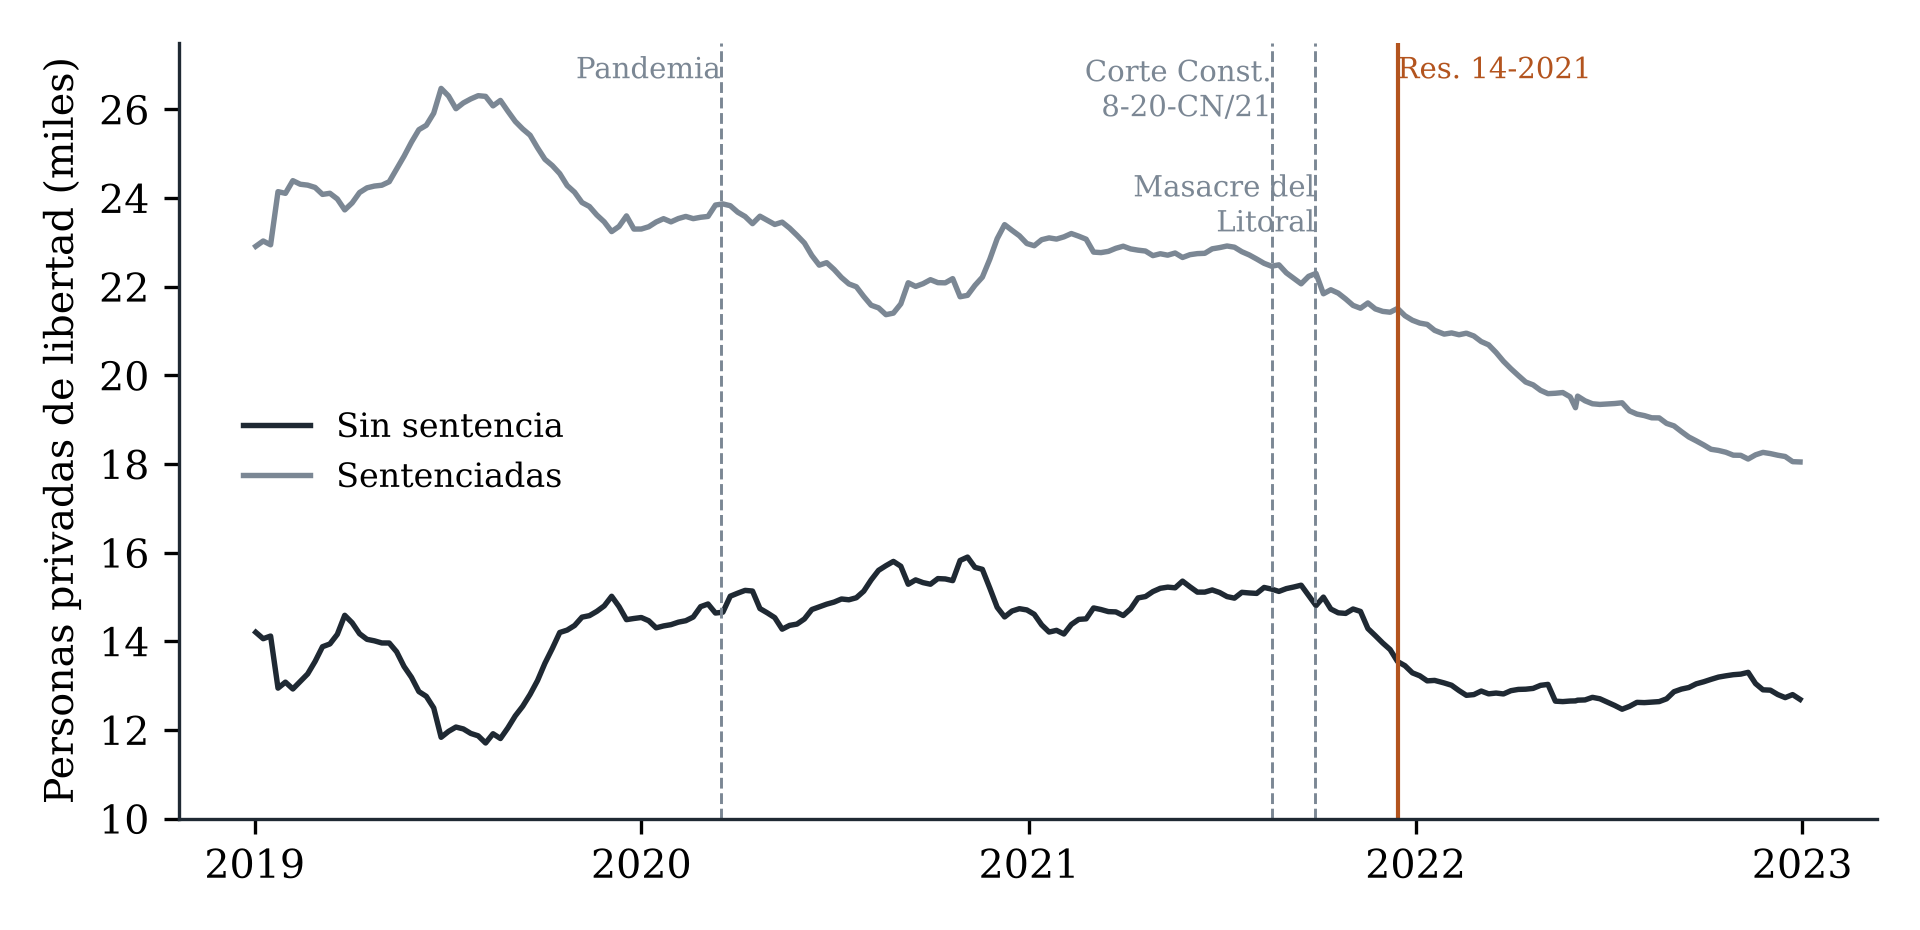 Personas privadas de libertad (miles)
26
24
22
20
18
16
14
12
10
Pandemia
Corte Const.
8-20-CN/21
Masacre del
Litoral
Res. 14-2021
Sin sentencia
Sentenciadas
2019
2020
2021
2022
2023